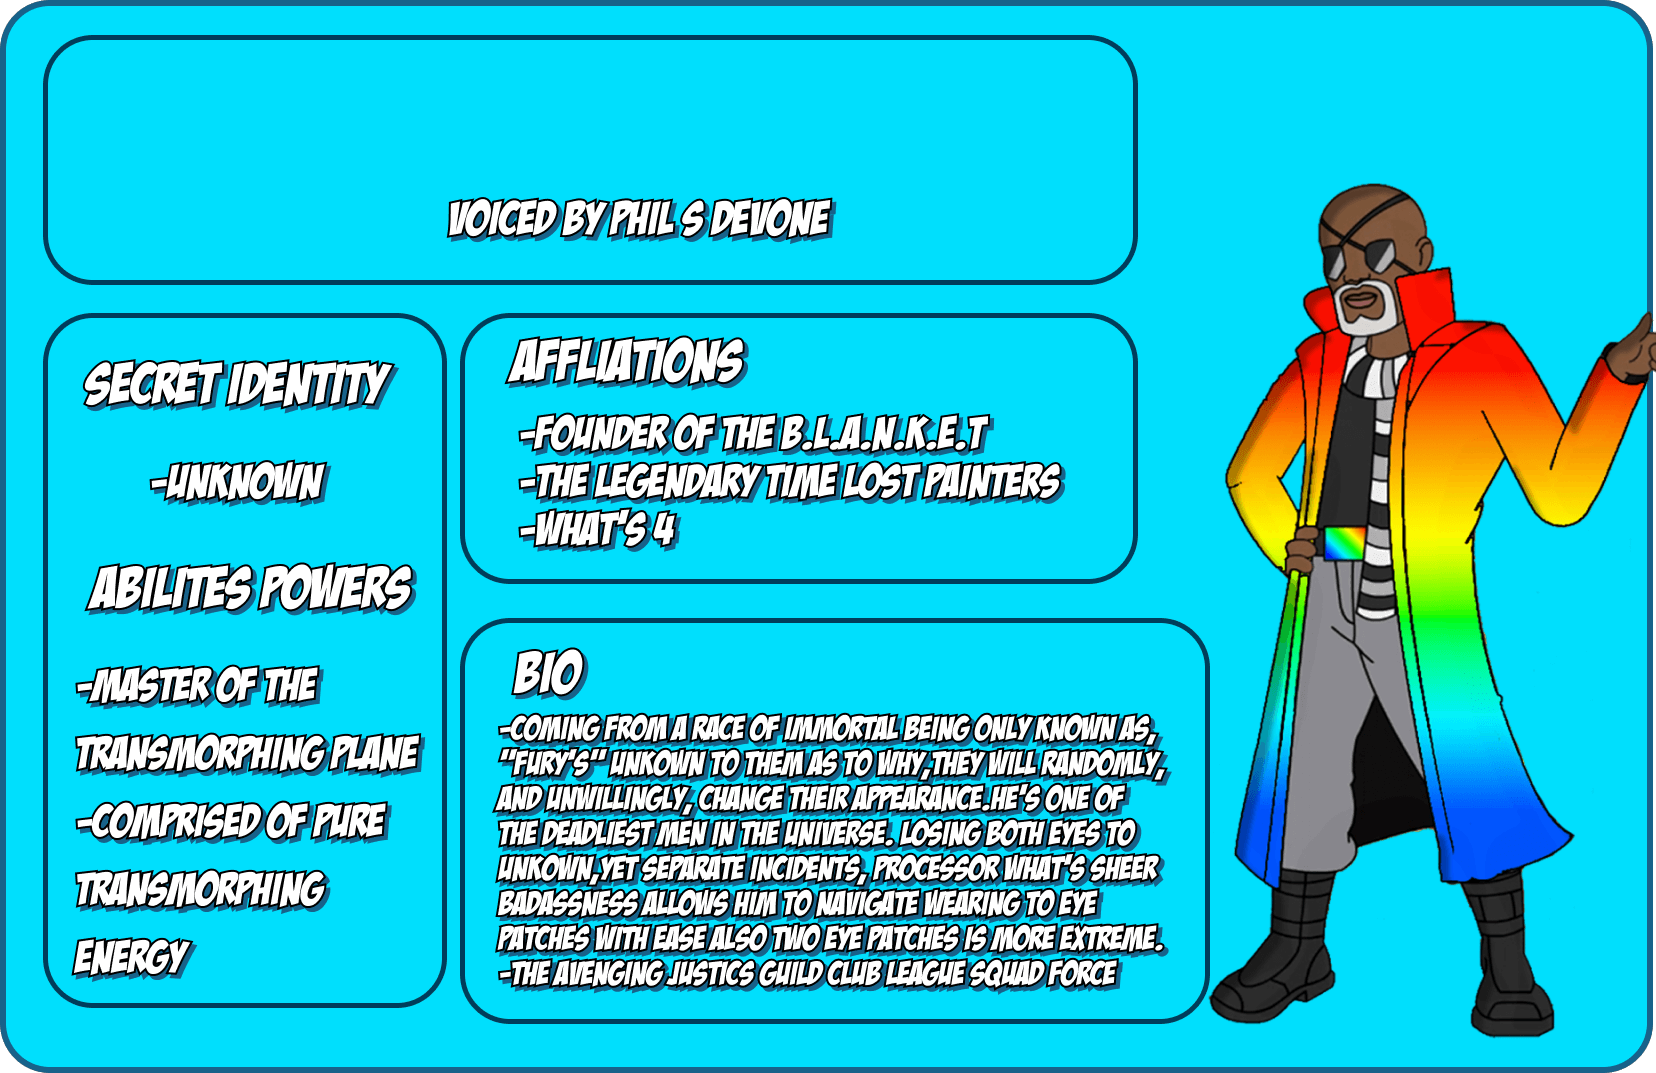 VOICED BY PHIL S DEVONE
SECRET IDENTITY
-UNKNOWN
ABILITES POWERS
-MASTER OF THE
TRANSMORPHING PLANE
-COMPRISED OF PURE
TRANSMORPHING
ENERGY
AFFLIATIONS
-FOUNDER OF THE B.L.A.N.K.E.T
-THE LEGENDARY TIME LOST PAINTERS
-WHAT'S 4
BIO
-COMING FROM A RACE OF IMMORTAL BEING ONLY KNOWN AS,
"FURY'S" UNKOWN TO THEM AS TO WHY,THEY WILL RANDOMLY,
AND UNWILLINGLY, CHANGE THEIR APPEARANCE.HE'S ONE OF
THE DEADLIEST MEN IN THE UNIVERSE. LOSING BOTH EYES TO
UNKOWN,YET SEPARATE INCIDENTS, PROCESSOR WHAT'S SHEER
BADASSNESS ALLOWS HIM TO NAVIGATE WEARING TO EYE
PATCHES WITH EASE ALSO TWO EYE PATCHES IS MORE EXTREME.
-THE AVENGING JUSTICS GUILD CLUB LEAGUE SQUAD FORCE